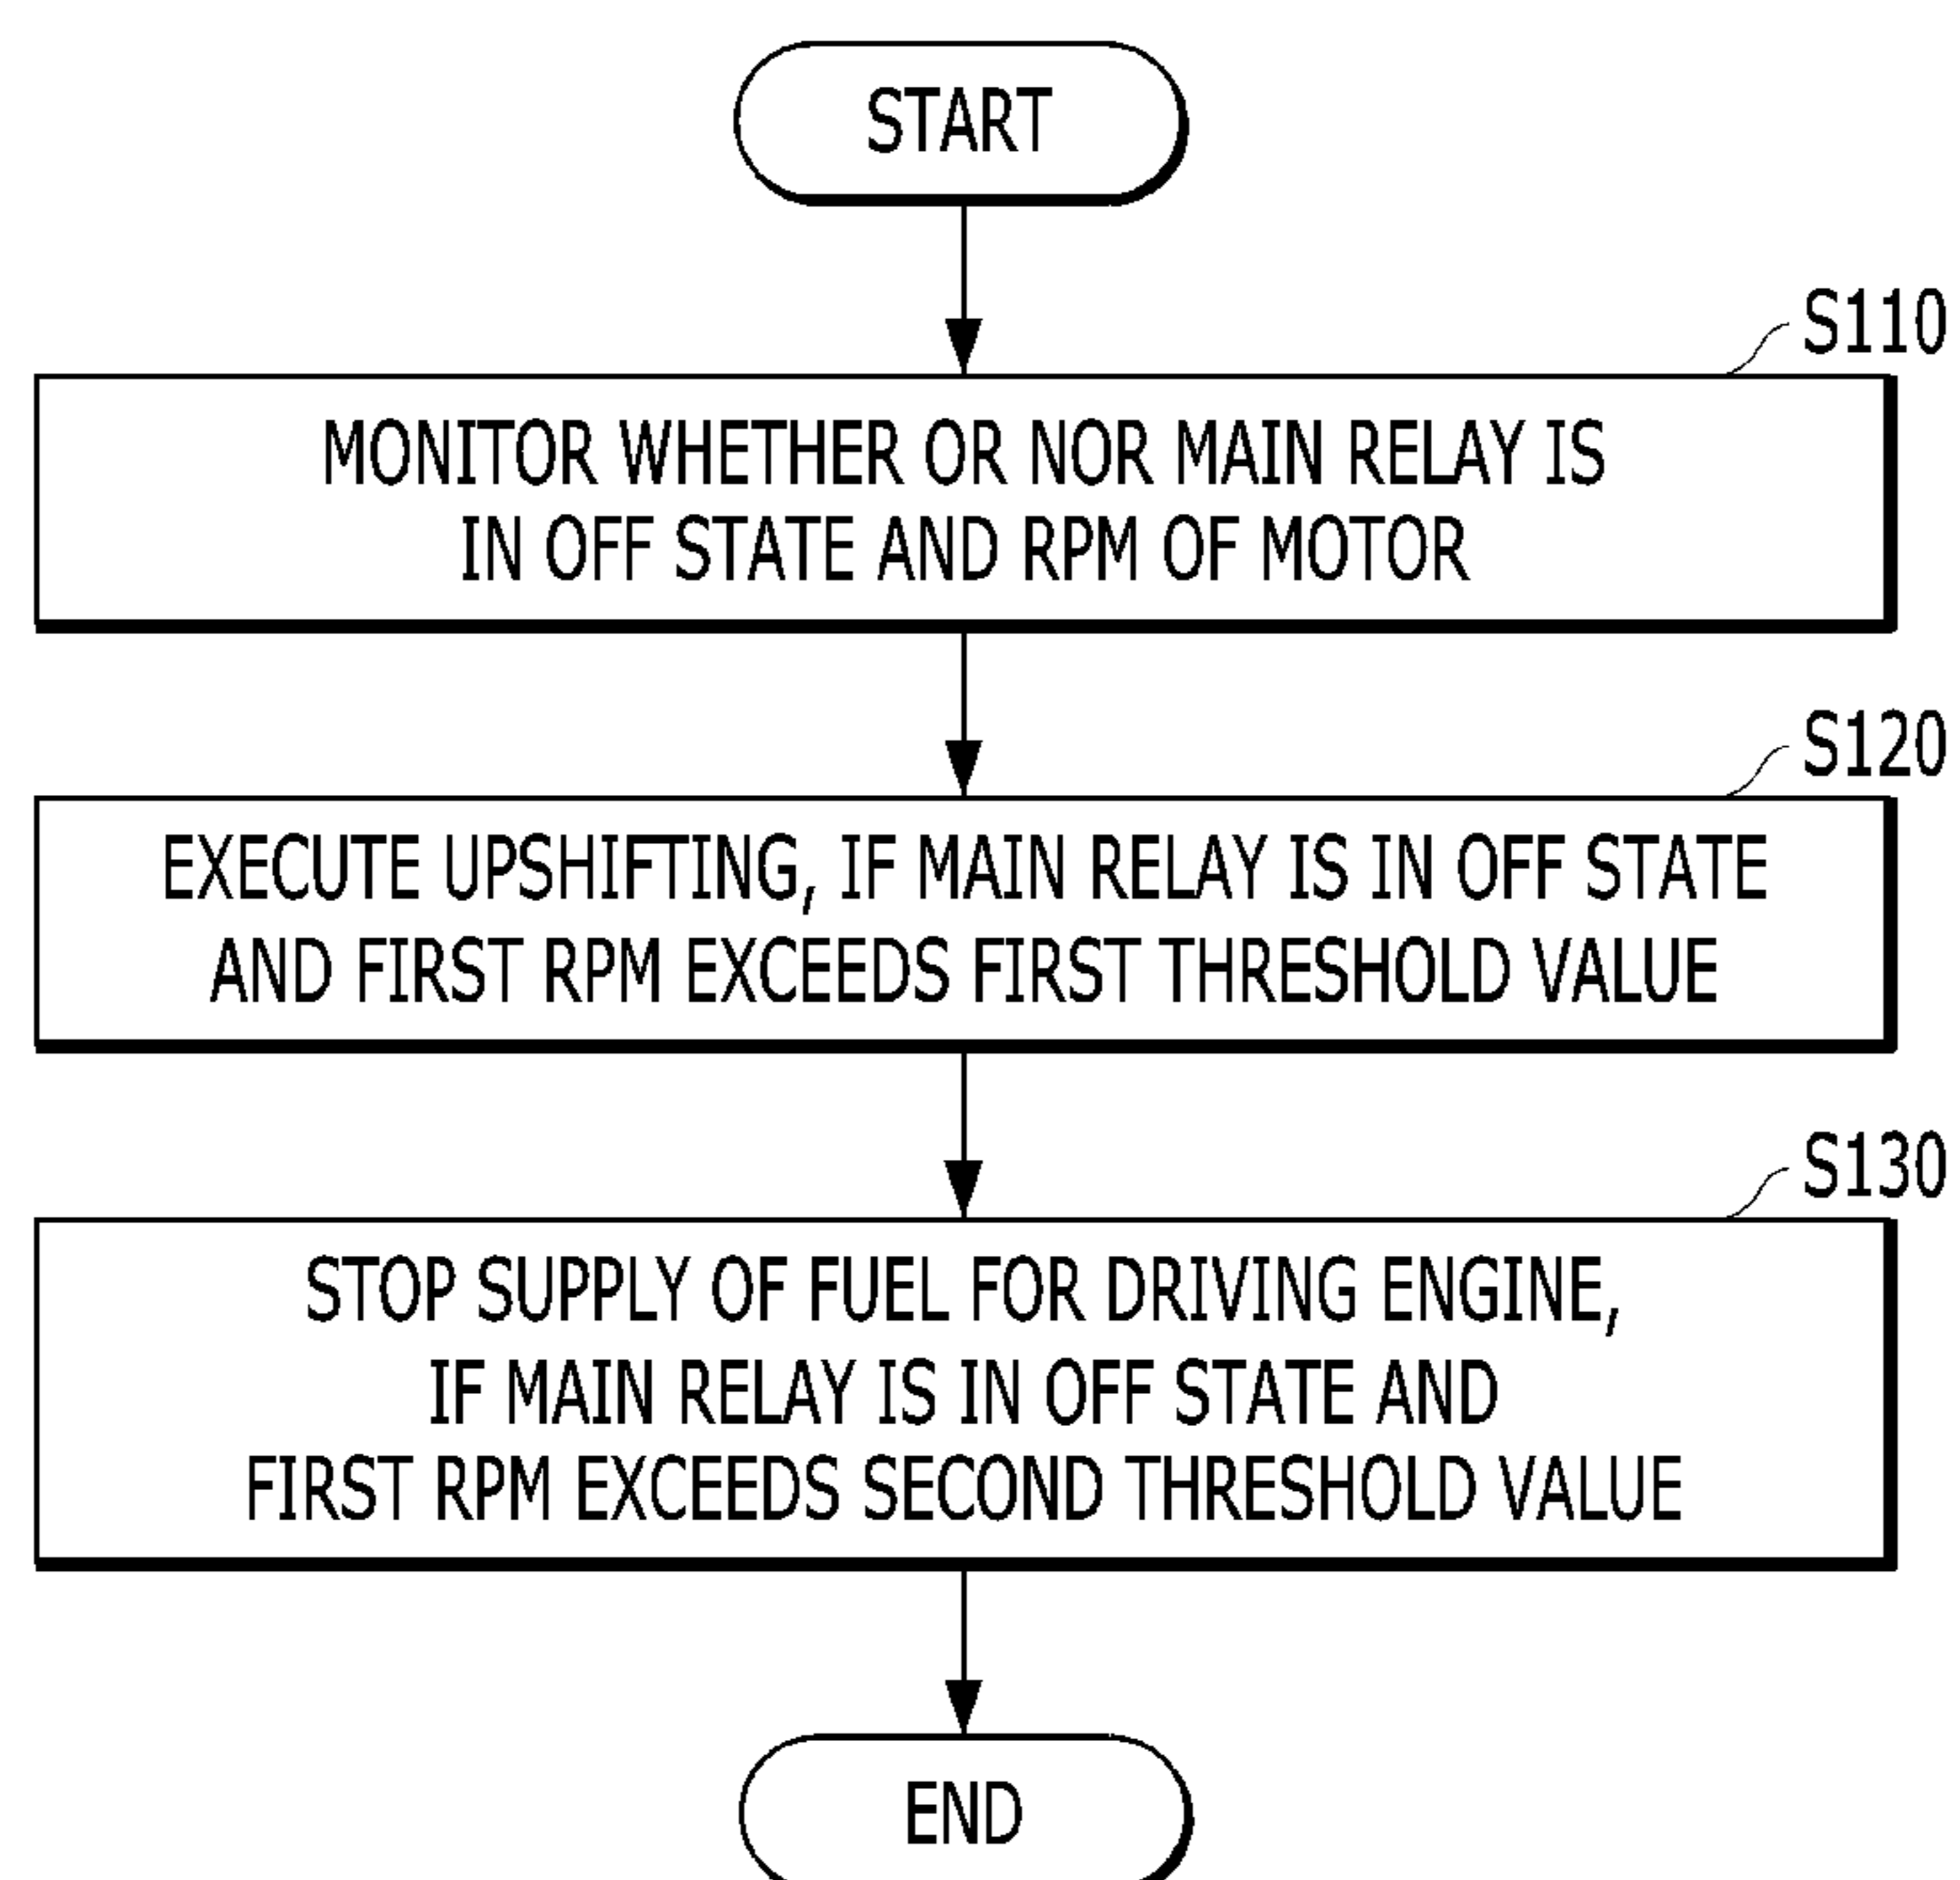 START
S110
MONITOR WHETHER OR NOR MAIN RELAY IS
IN OFF STATE AND RPM OF MOTOR
S120
EXECUTE UPSHIFTING, IF MAIN RELAY IS IN OFF STATE
AND FIRST RPM EXCEEDS FIRST THRESHOLD VALUE
S130
STOP SUPPLY OF FUEL FOR DRIVING ENGINE,
IF MAIN RELAY IS IN OFF STATE AND
FIRST RPM EXCEEDS SECOND THRESHOLD VALUE
END